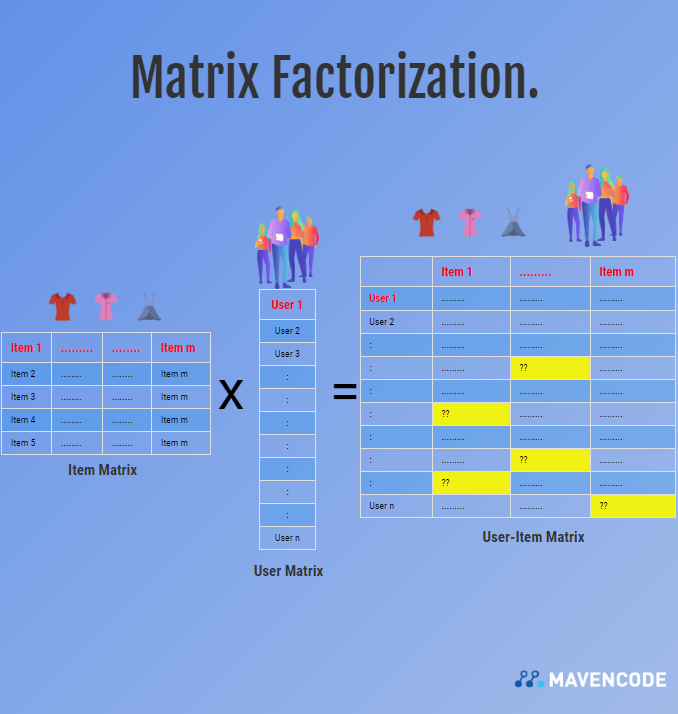 Matrix Factorization.
Item 1 ......... ........ Item m
Item 2 ........ ........ Item m
Item 3 ........ ........ Item m
Item 4 ........ ........ Item m
Item 5 ........ ........ Item m
Item Matrix
X
User 1
User 2
User 3
:
:
:
:
:
:
:
User n
User Matrix
=
Item 1 ......... Item m
User 1 ......... ......... .........
User 2 ......... ......... .........
: ......... ......... .........
: ......... ?? .........
: ......... ......... .........
: ?? ......... .........
: ......... ......... .........
: ......... ?? .........
: ?? ......... .........
User n ......... ......... ??
User-Item Matrix
MAVENCODE